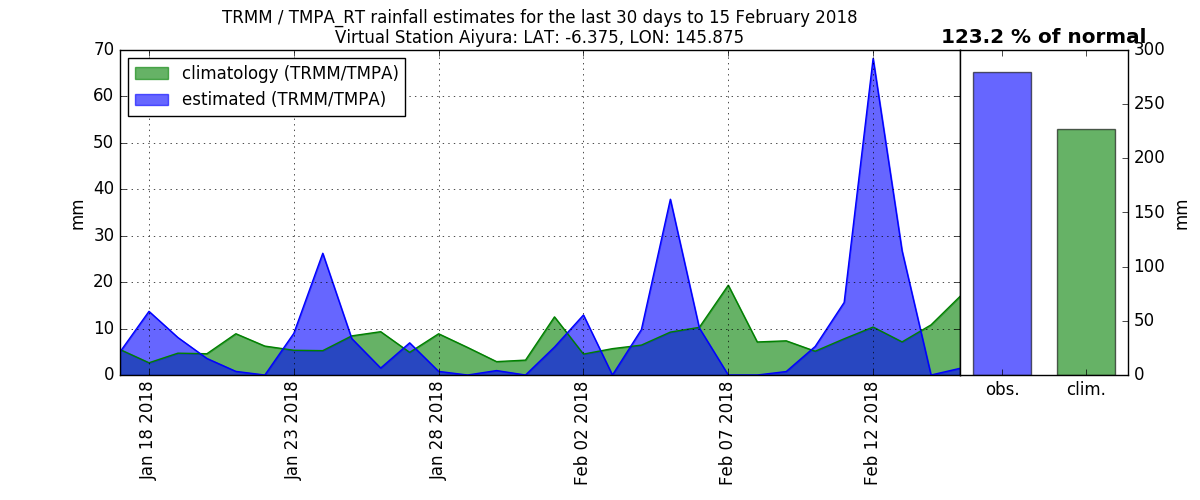 TRMM / TMPA_RT rainfall estimates for the last 30 days to 15 February 2018
Virtual Station Aiyura: LAT: -6.375, LON: 145.875
123.2 % of normal
climatology (TRMM/TMPA)
estimated (TRMM/TMPA)
mm
70
60
50
40
30
20
10
0
Jan 18 2018
Jan 23 2018
Jan 28 2018
Feb 02 2018
Feb 07 2018
Feb 12 2018
obs.
clim.
300
250
200
150
100
50
0
mm